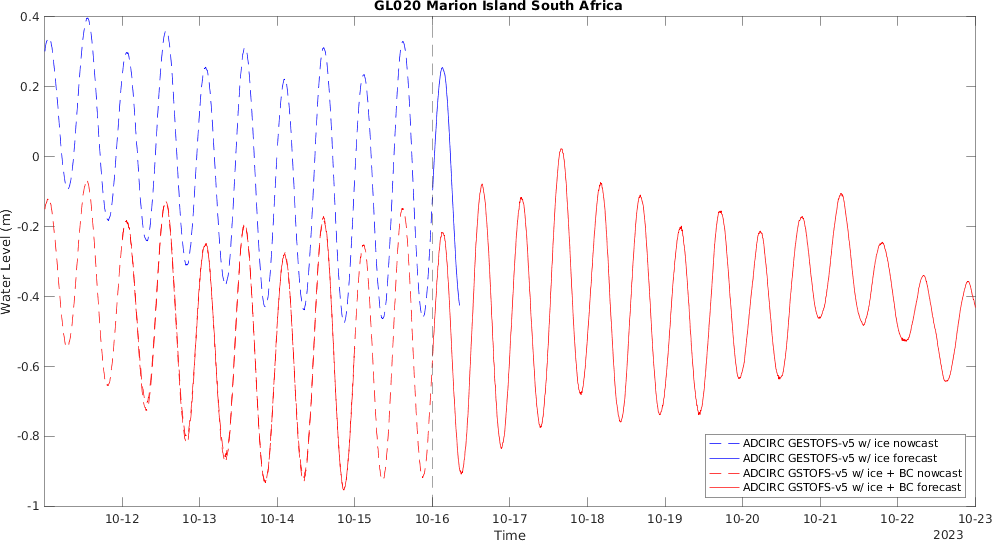 GL020 Marion Island South Africa
0.4
0.2
0
-0.2
-0.4
-0.6
-0.8
-1
Water Level (m)
ADCIRC GESTOFS-v5 w/ ice nowcast
ADCIRC GESTOFS-v5 w/ ice forecast
ADCIRC GSTOFS-v5 w/ ice + BC nowcast
ADCIRC GSTOFS-v5 w/ ice + BC forecast
10-12 10-13 10-14 10-15 10-16 10-17 10-18 10-19 10-20 10-21 10-22 10-23
Time
2023